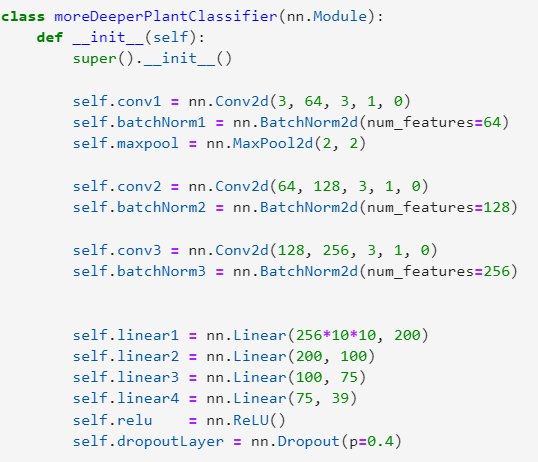 class moreDeeperPlantClassifier(nn.Module):
    def __init__(self):
        super().__init__()

        self.conv1 = nn.Conv2d(3, 64, 3, 1, 0)
        self.batchNorm1 = nn.BatchNorm2d(num_features=64)
        self.maxpool = nn.MaxPool2d(2, 2)

        self.conv2 = nn.Conv2d(64, 128, 3, 1, 0)
        self.batchNorm2 = nn.BatchNorm2d(num_features=128)

        self.conv3 = nn.Conv2d(128, 256, 3, 1, 0)
        self.batchNorm3 = nn.BatchNorm2d(num_features=256)


        self.linear1 = nn.Linear(256*10*10, 200)
        self.linear2 = nn.Linear(200, 100)
        self.linear3 = nn.Linear(100, 75)
        self.linear4 = nn.Linear(75, 39)
        self.relu    = nn.ReLU()
        self.dropoutLayer = nn.Dropout(p=0.4)